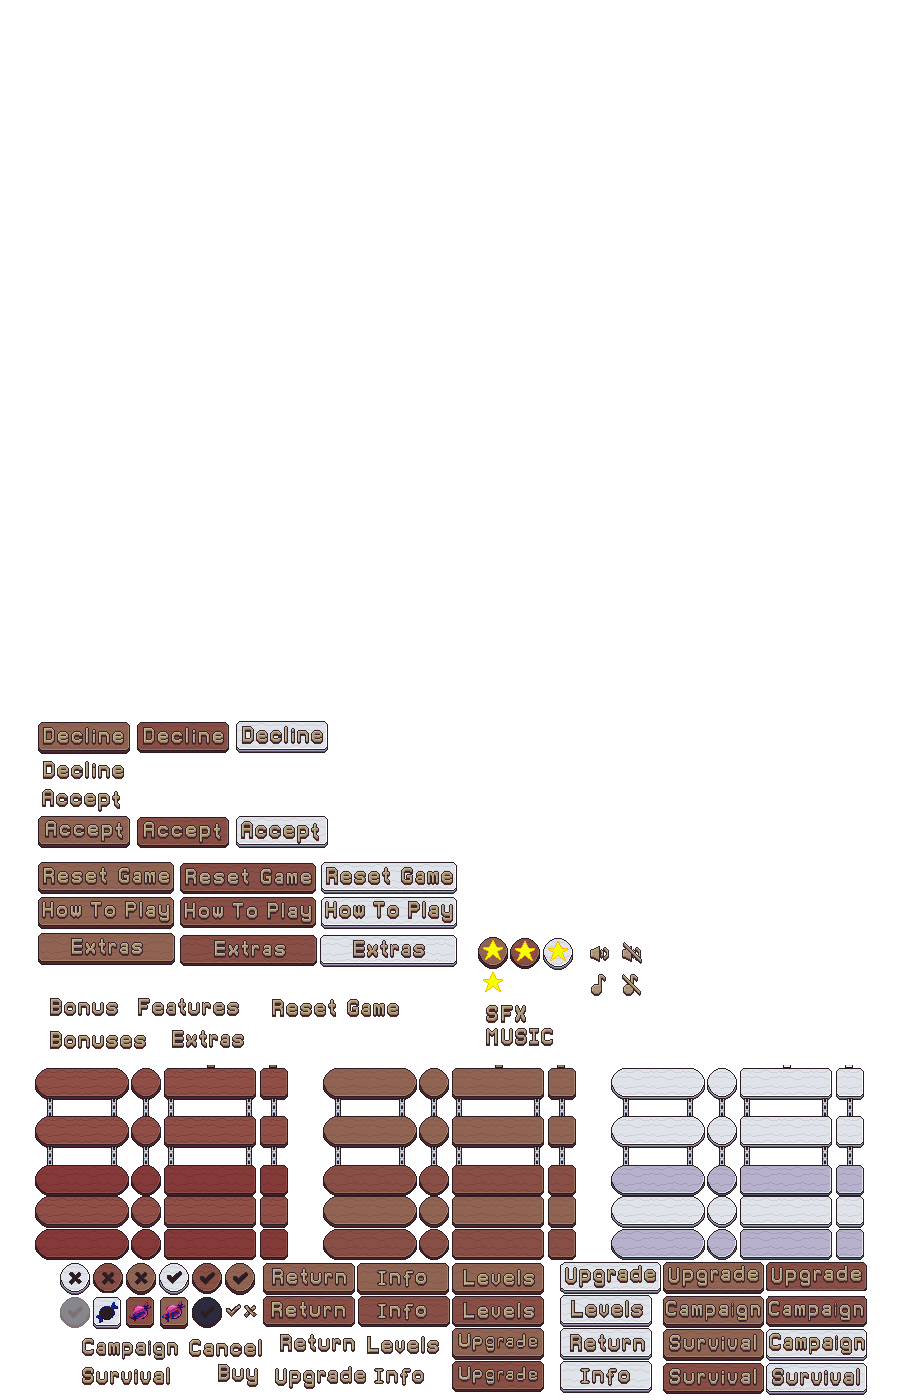 Decline Decline Decline
Decline
Accept
Accept Accept Accept
Reset Game Reset Game Reset Game
How To Play How To Play How To Play
Extras Extras Extras
Bonus Features Reset Game
SFX
MUSIC
Bonuses Extras
Return Info Levels Upgrade Upgrade Upgrade
Return Info Levels Levels Campaign Campaign
Campaign Cancel Return Levels Upgrade Return Survival Campaign
Survival Buy Upgrade Info Upgrade Info Survival Survival